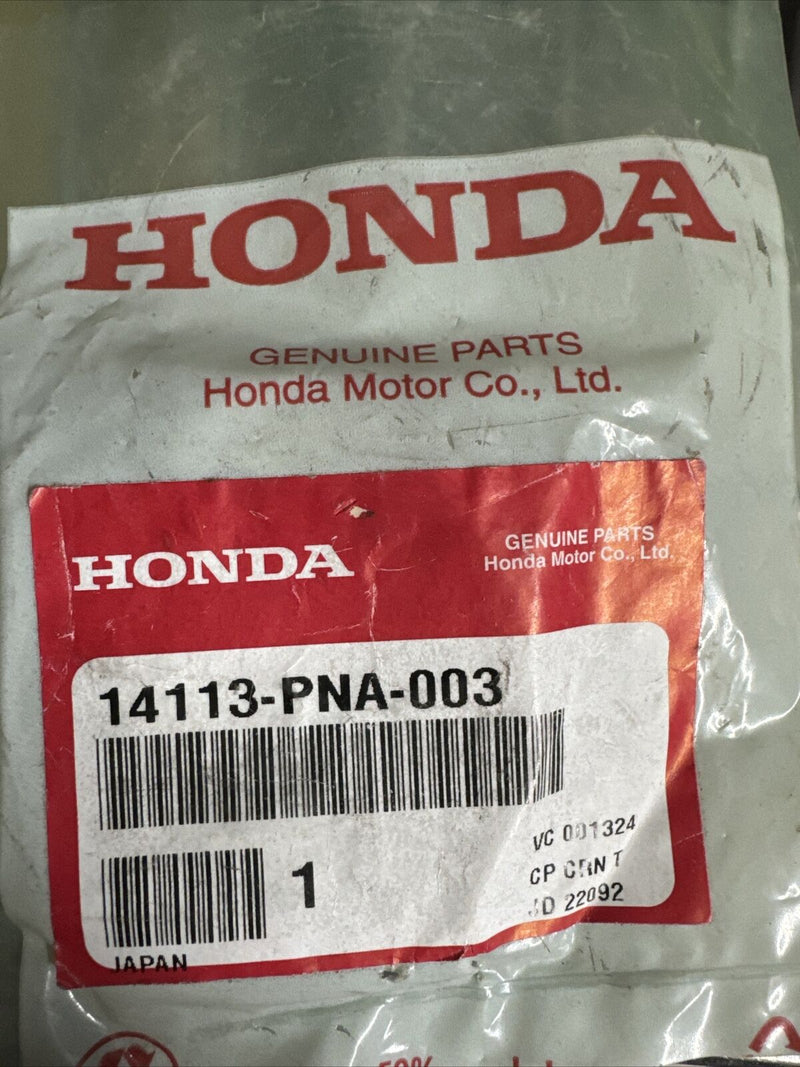 HONDA
GENUINE PARTS
Honda Motor Co., Ltd.
HONDA
GENUINE PARTS
Honda Motor Co., Ltd.
14113-PNA-003
1
VC 001324
CP CRN T
JD 22092
JAPAN
50%